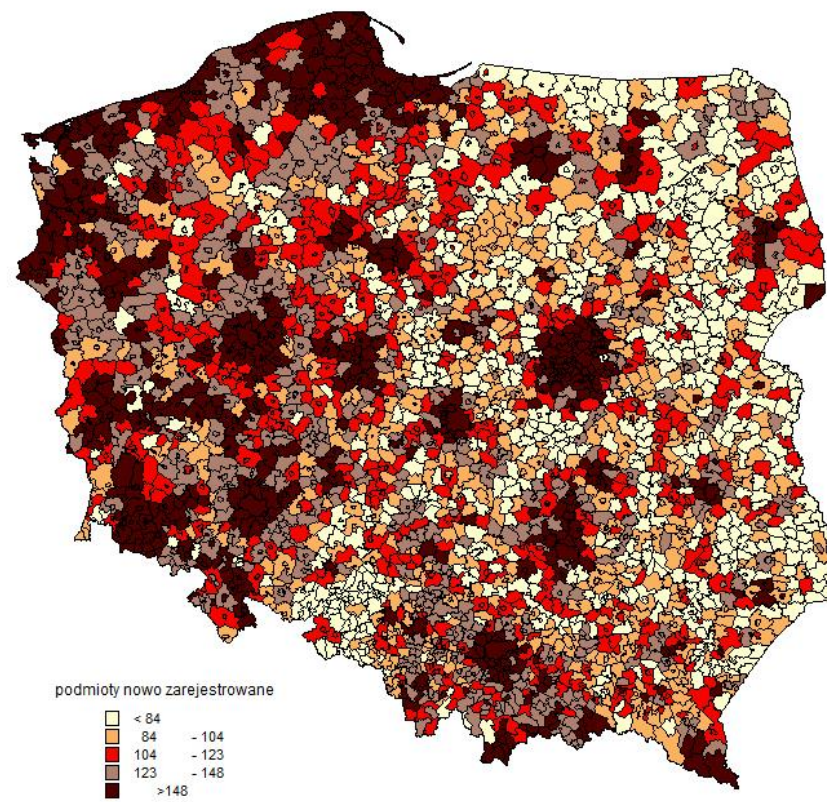 podmioty nowo zarejestrowane
< 84
84 - 104
104 - 123
123 - 148
>148